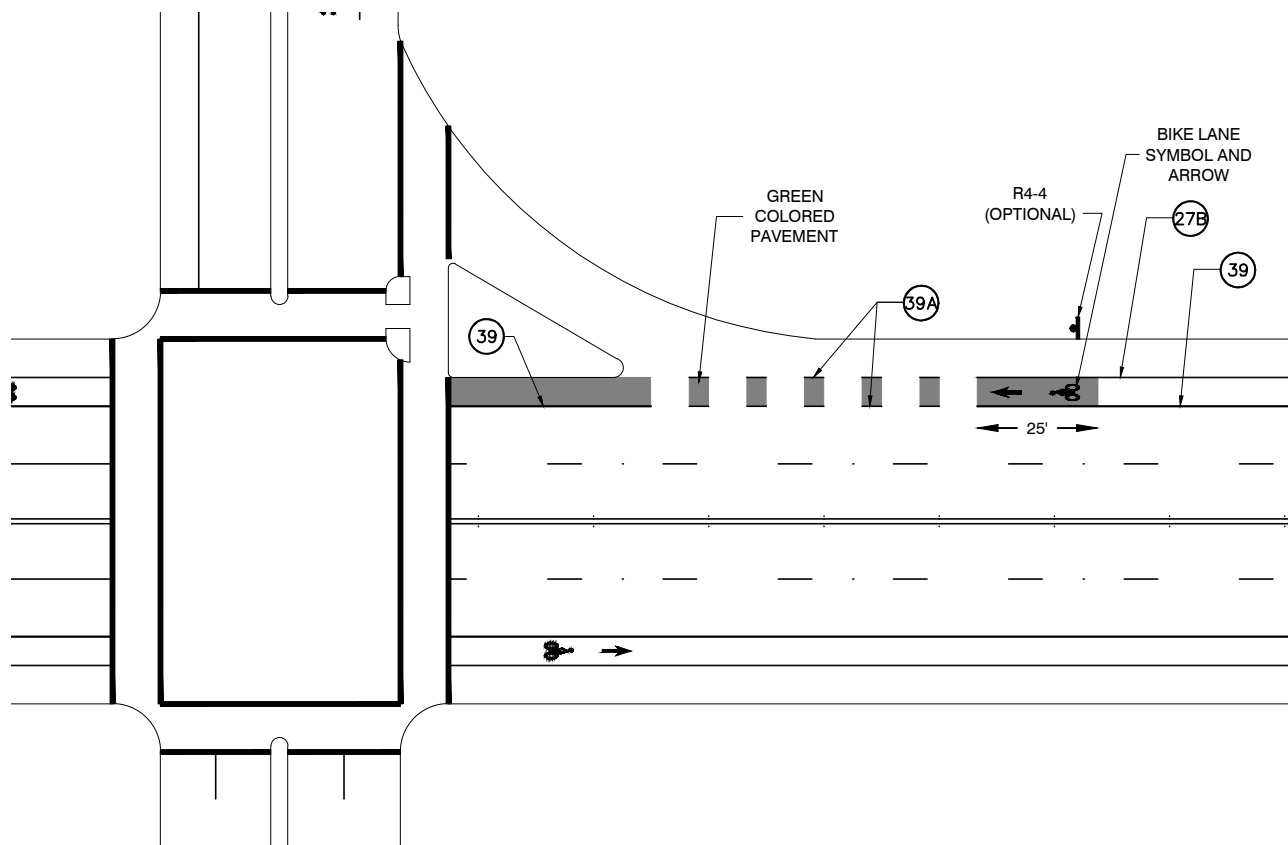 BIKE LANE
SYMBOL AND
ARROW
R4-4
(OPTIONAL)
GREEN
COLORED
PAVEMENT
27B
39
39A
39
25'